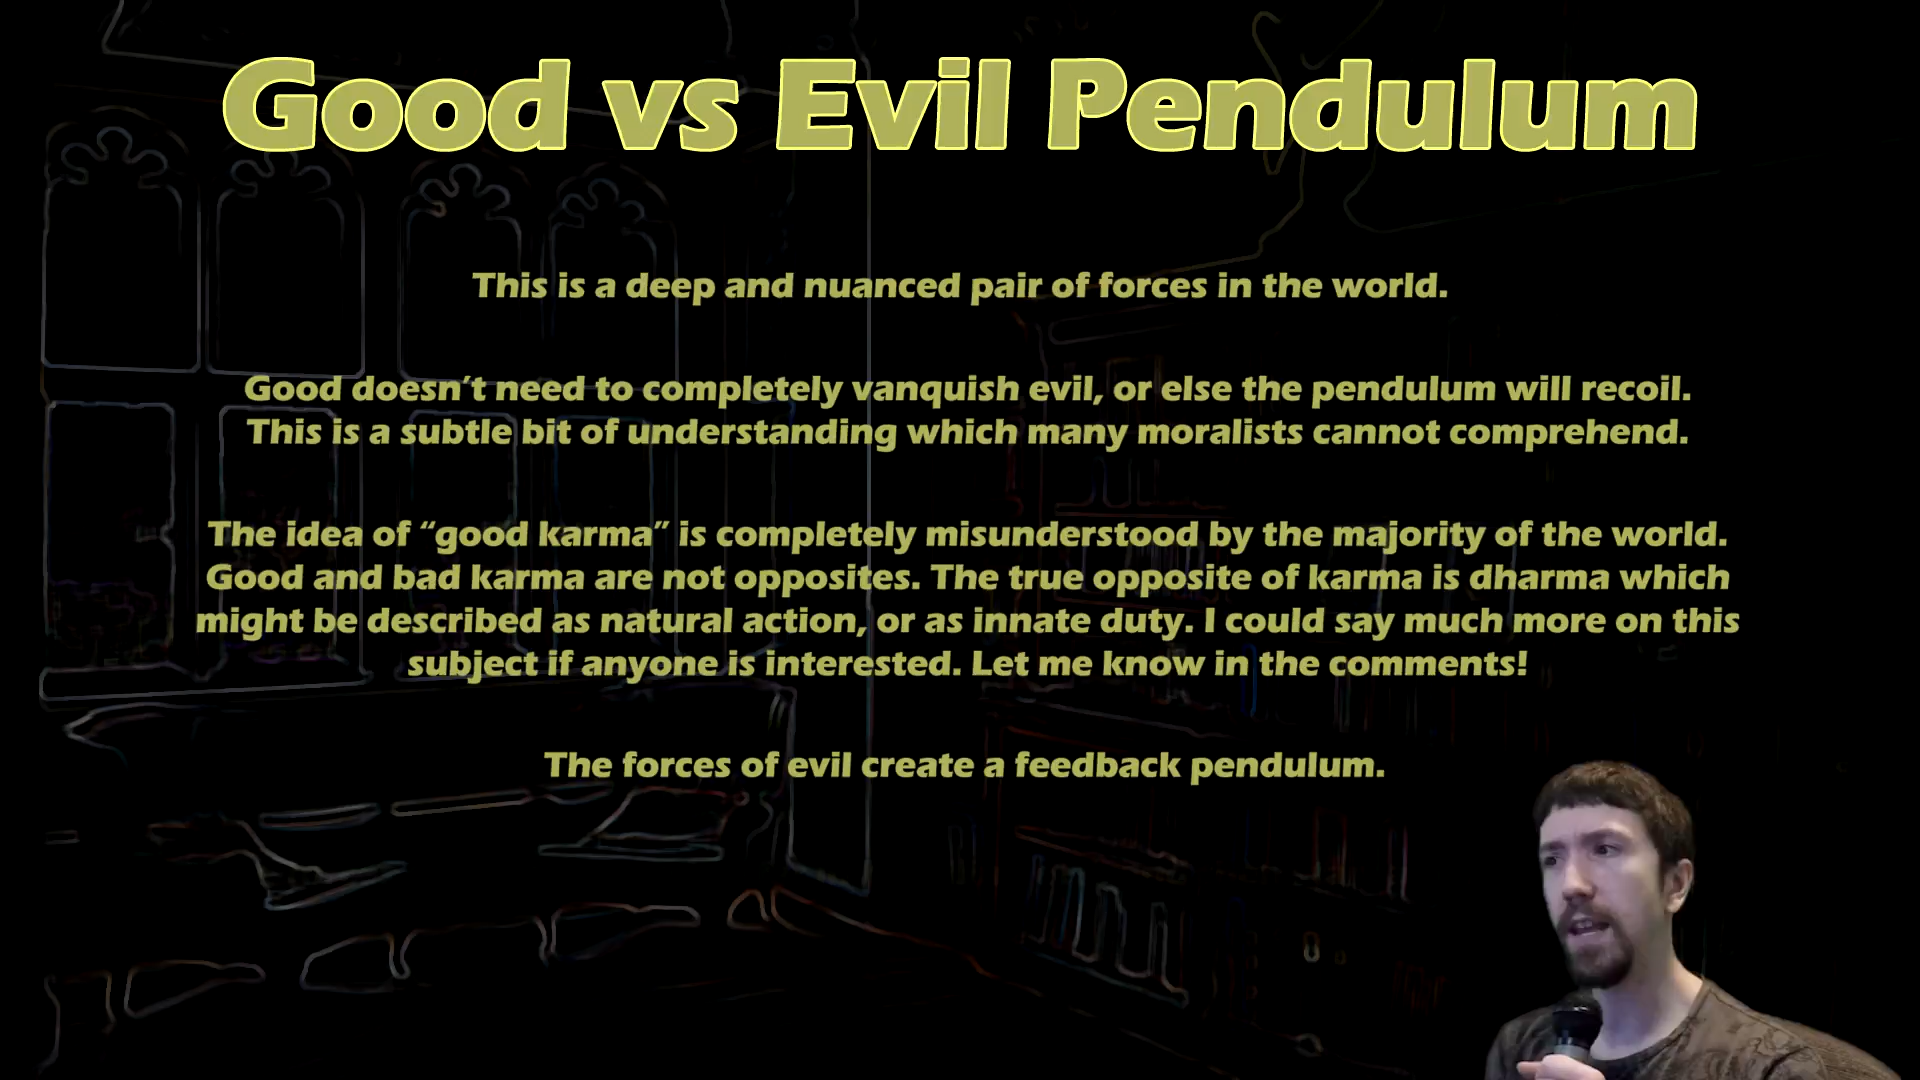 Good vs Evil Pendulum
This is a deep and nuanced pair of forces in the world.
Good doesn’t need to completely vanquish evil, or else the pendulum will recoil.
This is a subtle bit of understanding which many moralists cannot comprehend.
The idea of “good karma” is completely misunderstood by the majority of the world.
Good and bad karma are not opposites. The true opposite of karma is dharma which
might be described as natural action, or as innate duty. I could say much more on this
subject if anyone is interested. Let me know in the comments!
The forces of evil create a feedback pendulum.